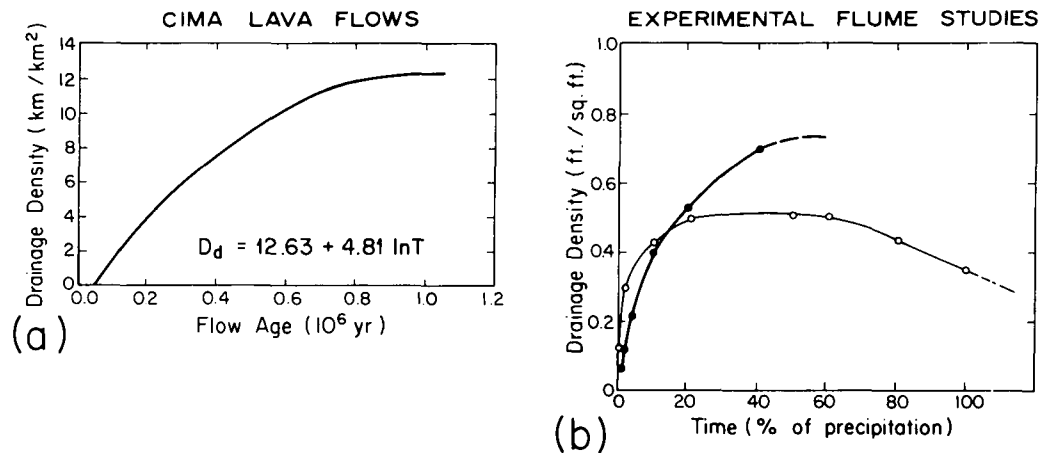 CIMA LAVA FLOWS
Drainage Density (km/km²)
14
12
10
8
6
4
2
0
D_d = 12.63 + 4.81 lnT
0.0 0.2 0.4 0.6 0.8 1.0 1.2
Flow Age (10⁶ yr)
(a)
EXPERIMENTAL FLUME STUDIES
Drainage Density (ft./sq. ft.)
1.0
0.8
0.6
0.4
0.2
0
0 20 40 60 80 100
Time (% of precipitation)
(b)